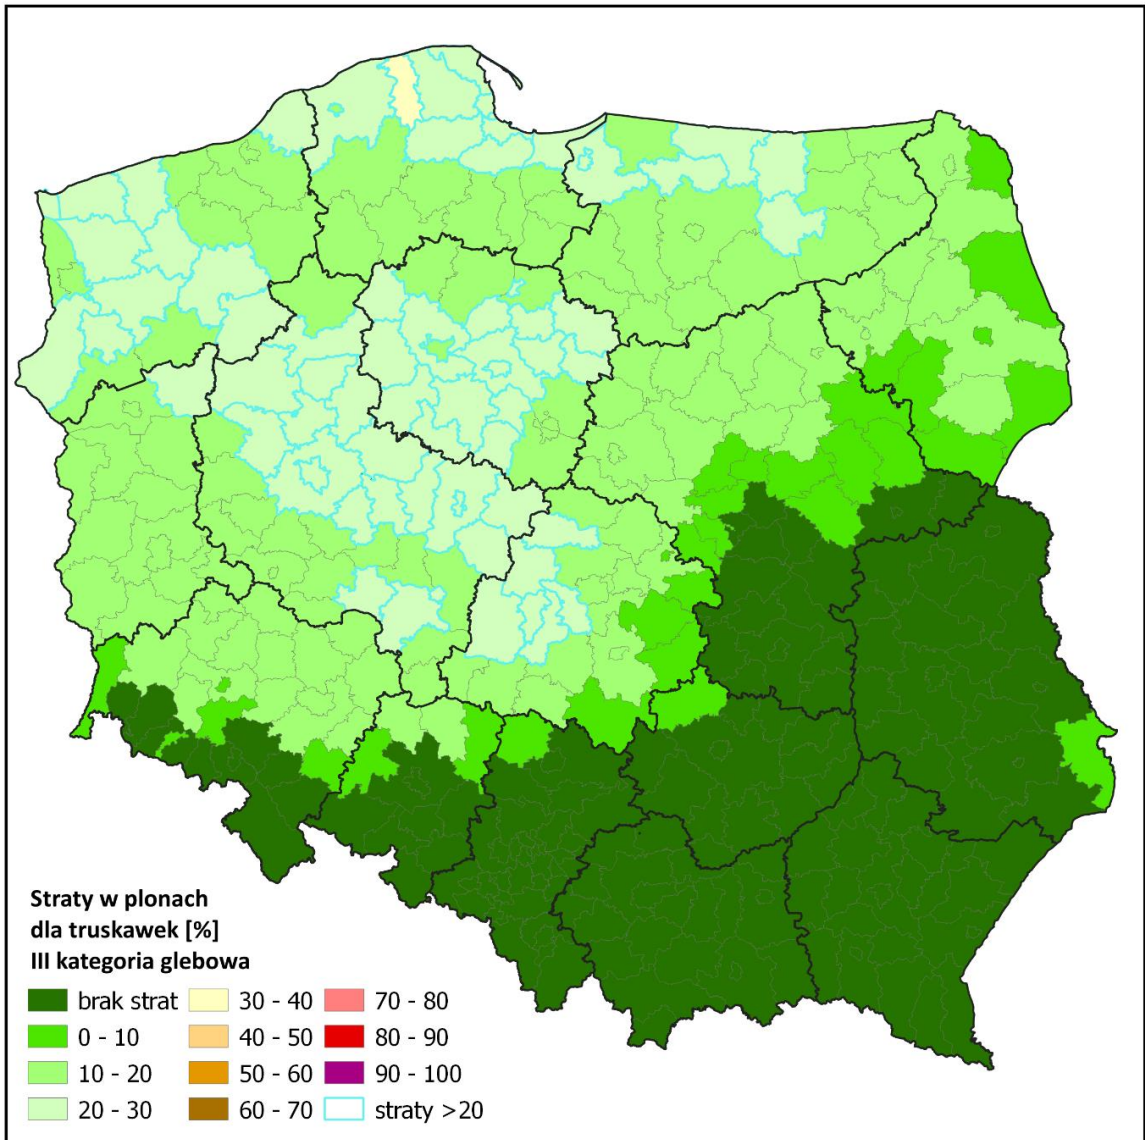 Straty w plonach
dla truskawek [%]
III kategoria glebowa
brak strat
0 - 10
10 - 20
20 - 30
30 - 40
40 - 50
50 - 60
60 - 70
70 - 80
80 - 90
90 - 100
straty >20